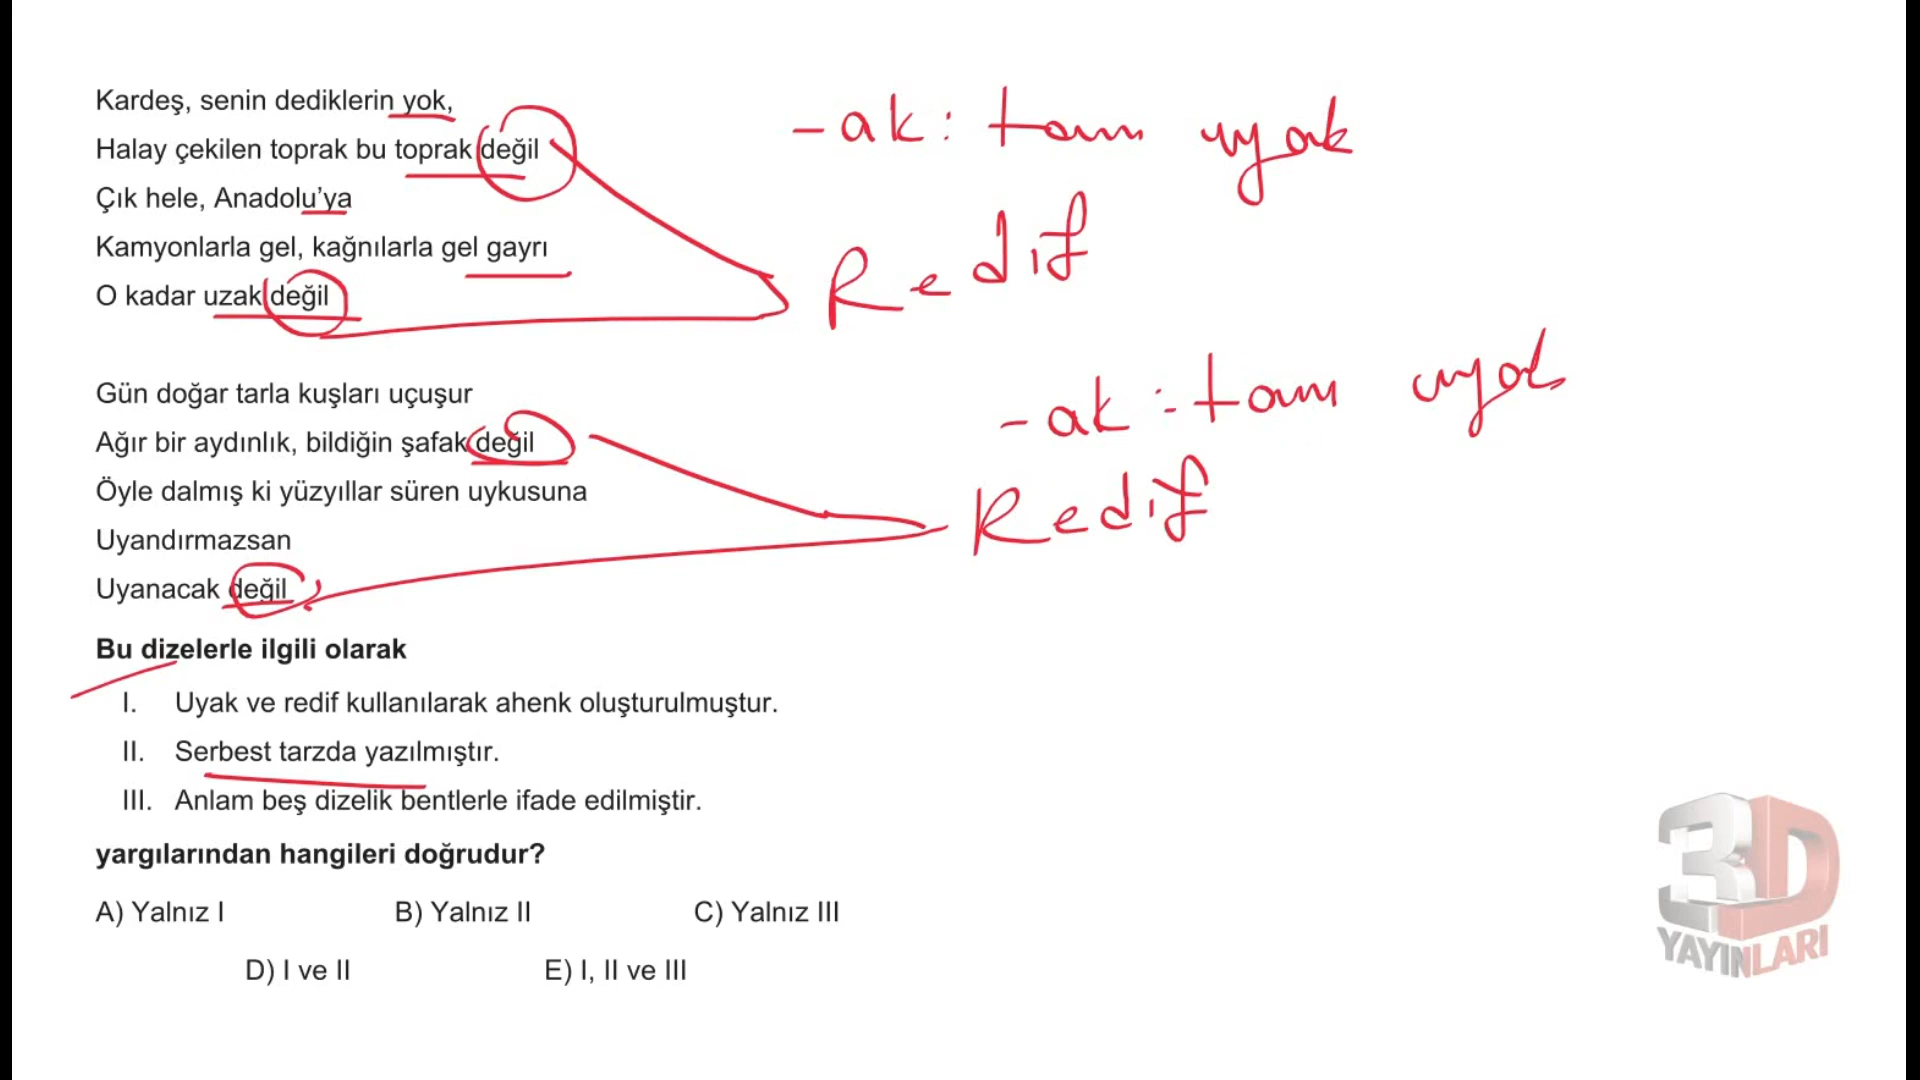 Kardeş, senin dediklerin yok,
Halay çekilen toprak bu toprak değil
Çık hele, Anadolu'ya
Kamyonlarla gel, kağnılarla gel gayrı
O kadar uzak değil
-ak: tam uyak
Redif
Gün doğar tarla kuşları uçuşur
Ağır bir aydınlık, bildiğin şafak değil
Öyle dalmış ki yüzyıllar süren uykusuna
Uyandırmazsan
Uyanacak değil
-ak: tam uyak
Redif
Bu dizelerle ilgili olarak
I. Uyak ve redif kullanılarak ahenk oluşturulmuştur.
II. Serbest tarzda yazılmıştır.
III. Anlam beş dizelik bentlerle ifade edilmiştir.
yargılarından hangileri doğrudur?
A) Yalnız I B) Yalnız II C) Yalnız III
D) I ve II E) I, II ve III
3D
YAYINLARI